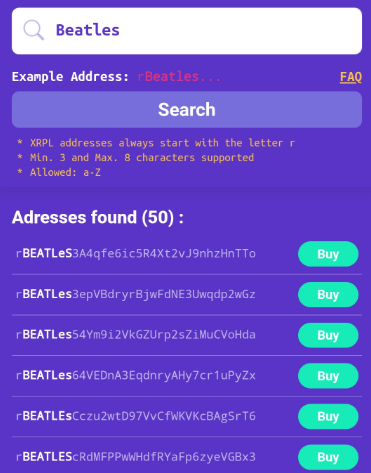 Beatles
Example Address: rBeatles... FAQ
Search
* XRPL addresses always start with the letter r
* Min. 3 and Max. 8 characters supported
* Allowed: a-Z
Adresses found (50) :
rBEATLeS3A4qfe6ic5R4Xt2vJ9nhzHnTTo Buy
rBEATLes3epVBdryrBjwFdNE3Uwqdp2wGz Buy
rBEATLes54Ym9i2VkGZUrp2sZiMuCVoHda Buy
rBEATLes64VEDnA3EqdnryAHy7cr1uPyZx Buy
rBEATLEsCczu2wtD97VvCfWKVKcBAgSrT6 Buy
rBEATLEScRdMFPPwWHdfRYaFp6zyeVGBx3 Buy